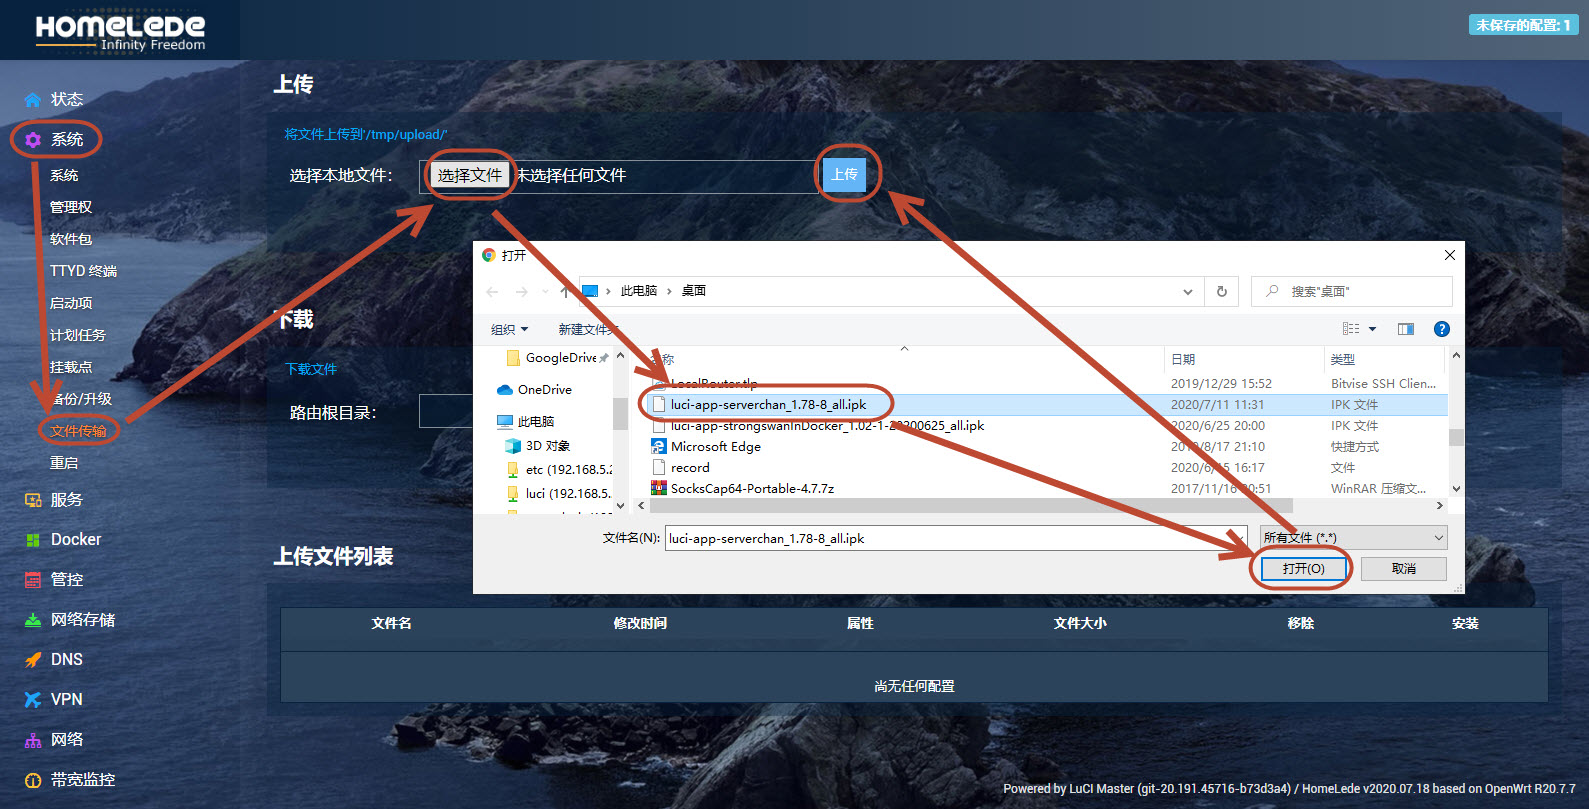 HOMELEDE
Infinity Freedom
未保存的配置: 1
状态
系统
系统
管理权
软件包
TTYD 终端
启动项
计划任务
挂载点
备份/升级
文件传输
重启
服务
Docker
管控
网络存储
DNS
VPN
网络
带宽监控
上传
将文件上传到'/tmp/upload/'
选择本地文件:
选择文件 未选择任何文件
上传
下载
下载文件
路由根目录:
打开
此电脑 › 桌面
搜索"桌面"
组织
新建文件夹
GoogleDrive
OneDrive
此电脑
3D 对象
etc (192.168.5.2
luci (192.168.5.
名称 日期 类型
LocalRouter.tlp 2019/12/29 15:52 Bitvise SSH Clien...
luci-app-serverchan_1.78-8_all.ipk 2020/7/11 11:31 IPK 文件
luci-app-strongswanInDocker_1.02-1-20200625_all.ipk 2020/6/25 20:00 IPK 文件
Microsoft Edge 8/17 21:10 快捷方式
record 2020/6/15 16:17 文件
SocksCap64-Portable-4.7.7z 2017/11/16 20:51 WinRAR 压缩文...
文件名(N): luci-app-serverchan_1.78-8_all.ipk
所有文件 (*.*)
打开(O)
取消
上传文件列表
文件名 修改时间 属性 文件大小 移除 安装
尚无任何配置
Powered by LuCI Master (git-20.191.45716-b73d3a4) / HomeLede v2020.07.18 based on OpenWrt R20.7.7